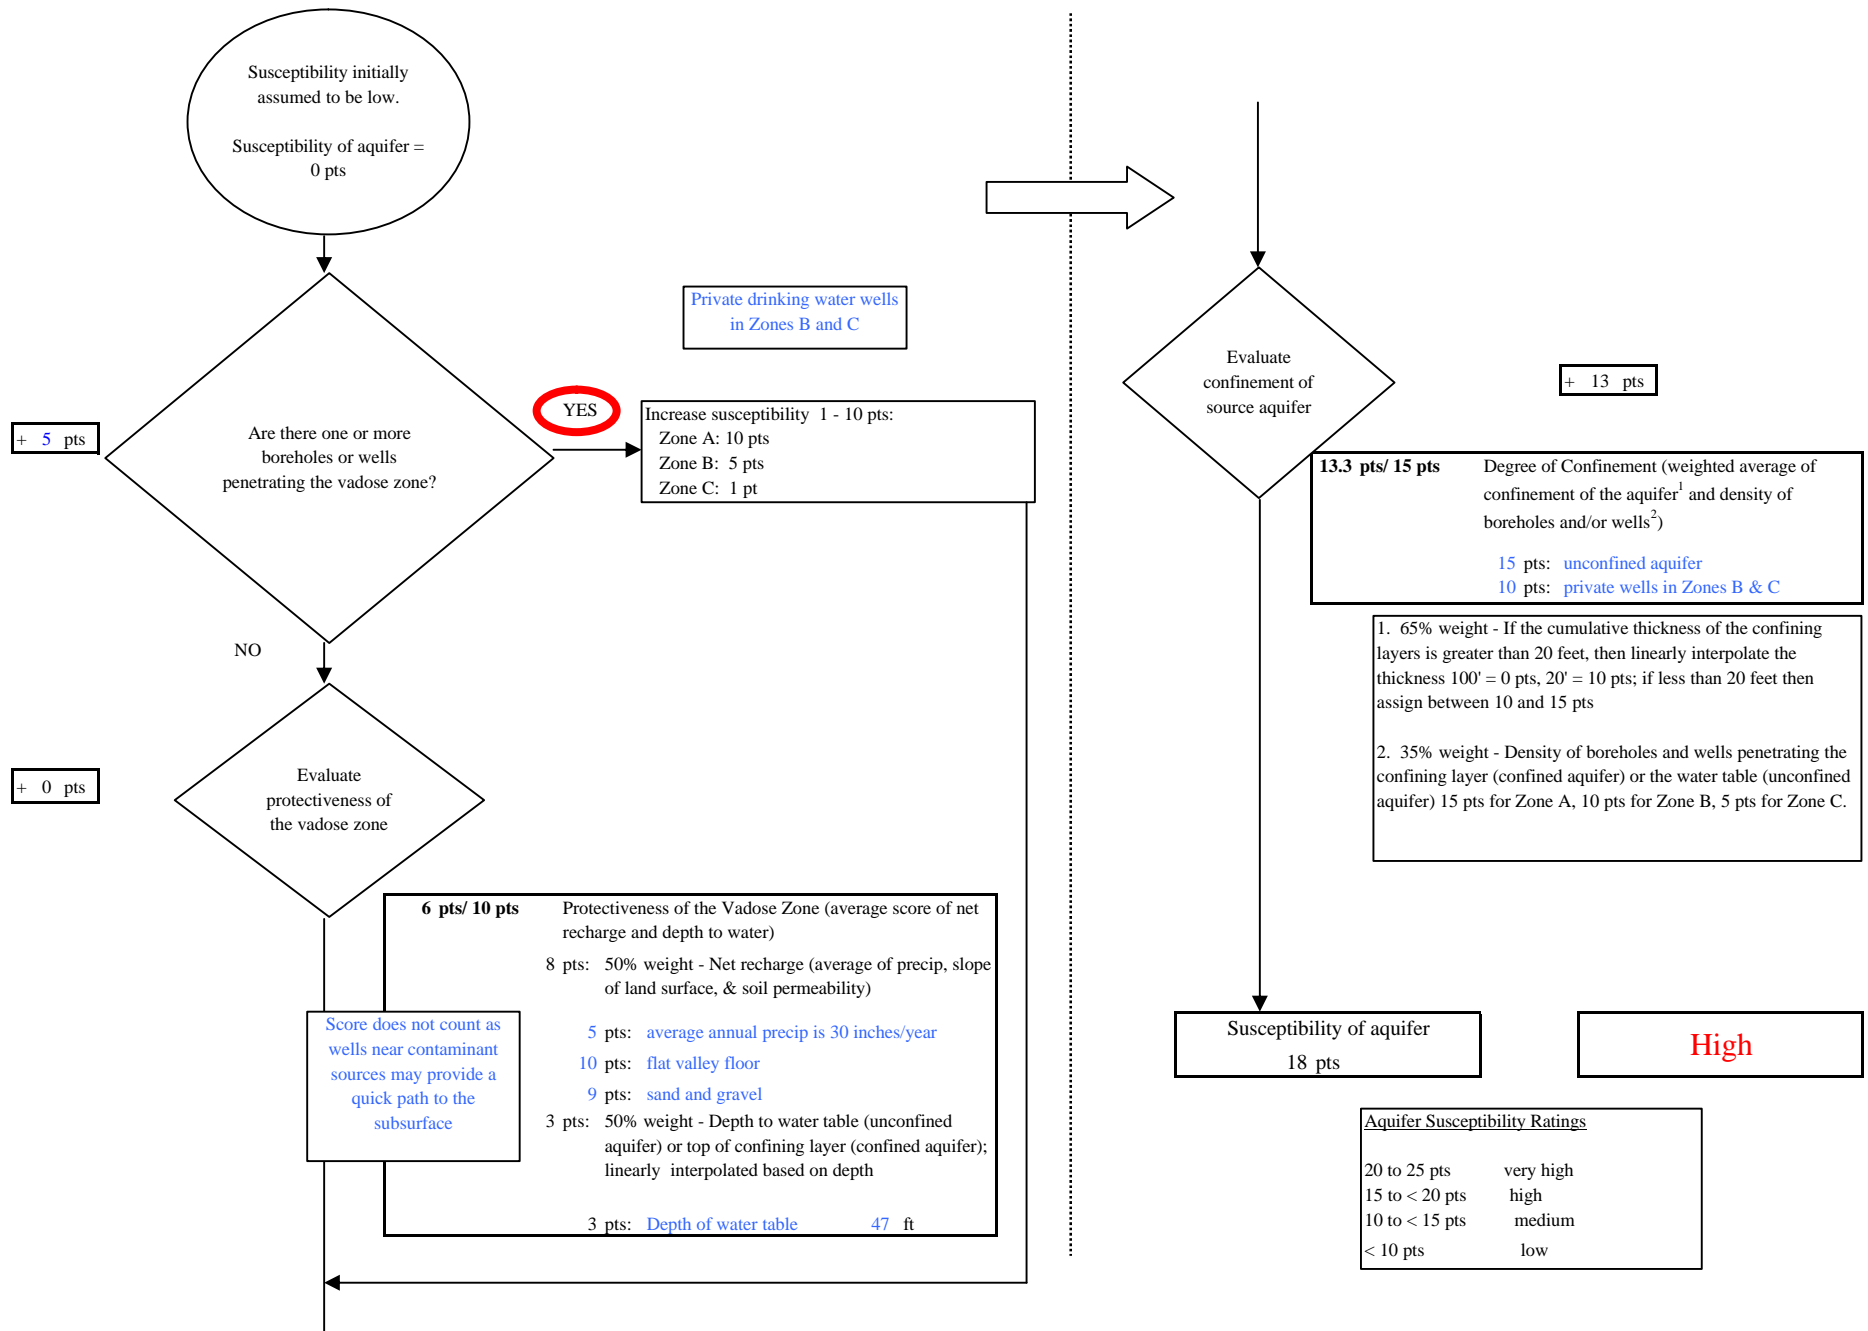 Susceptibility initially
assumed to be low.
Susceptibility of aquifer =
0 pts
Private drinking water wells
in Zones B and C
YES
+ 5 pts
Are there one or more
boreholes or wells
penetrating the vadose zone?
Increase susceptibility 1 - 10 pts:
Zone A: 10 pts
Zone B: 5 pts
Zone C: 1 pt
NO
+ 0 pts
Evaluate
protectiveness of
the vadose zone
6 pts/ 10 pts Protectiveness of the Vadose Zone (average score of net
recharge and depth to water)
8 pts: 50% weight - Net recharge (average of precip, slope
of land surface, & soil permeability)
5 pts: average annual precip is 30 inches/year
10 pts: flat valley floor
9 pts: sand and gravel
3 pts: 50% weight - Depth to water table (unconfined
aquifer) or top of confining layer (confined aquifer);
linearly interpolated based on depth
3 pts: Depth of water table 47 ft
Score does not count as
wells near contaminant
sources may provide a
quick path to the
subsurface
Evaluate
confinement of
source aquifer
+ 13 pts
13.3 pts/ 15 pts Degree of Confinement (weighted average of
confinement of the aquifer1 and density of
boreholes and/or wells2)
15 pts: unconfined aquifer
10 pts: private wells in Zones B & C
1. 65% weight - If the cumulative thickness of the confining
layers is greater than 20 feet, then linearly interpolate the
thickness 100' = 0 pts, 20' = 10 pts; if less than 20 feet then
assign between 10 and 15 pts
2. 35% weight - Density of boreholes and wells penetrating the
confining layer (confined aquifer) or the water table (unconfined
aquifer) 15 pts for Zone A, 10 pts for Zone B, 5 pts for Zone C.
Susceptibility of aquifer
18 pts
High
Aquifer Susceptibility Ratings
20 to 25 pts very high
15 to < 20 pts high
10 to < 15 pts medium
< 10 pts low